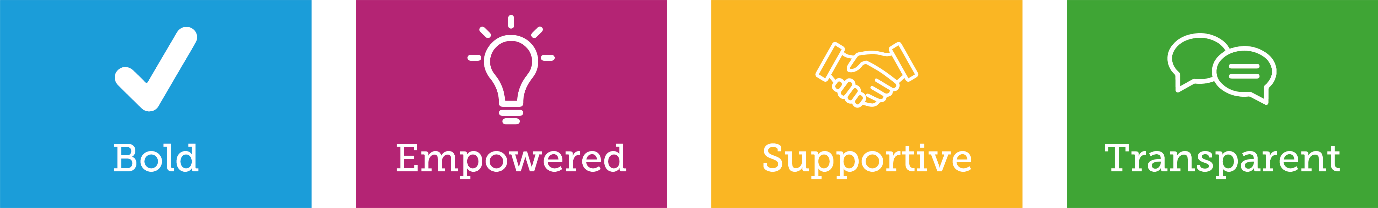 Bold
Empowered
Supportive
Transparent